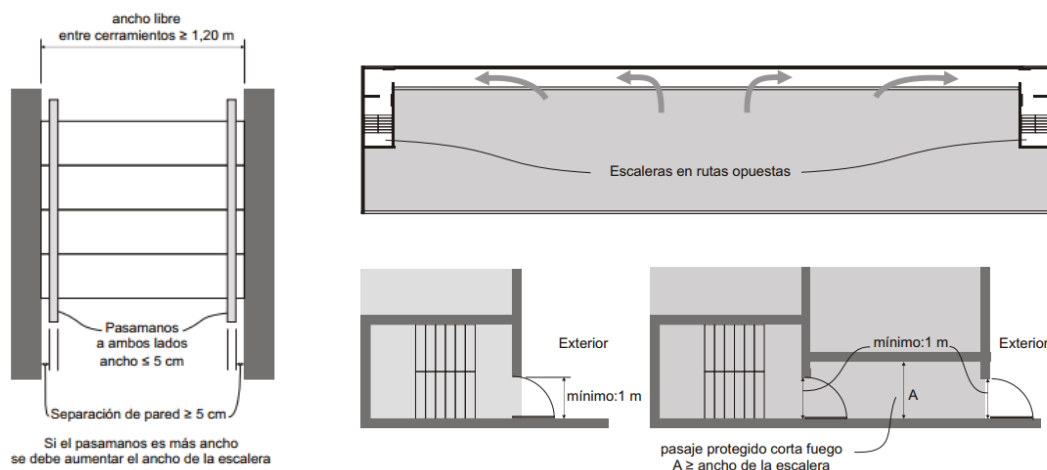 ancho libre
entre cerramientos ≥ 1,20 m
Pasamanos
a ambos lados
ancho ≤ 5 cm
Separación de pared ≥ 5 cm
Si el pasamanos es más ancho
se debe aumentar el ancho de la escalera
Escaleras en rutas opuestas
Exterior
mínimo:1 m
mínimo:1 m
Exterior
A
pasaje protegido corta fuego
A ≥ ancho de la escalera